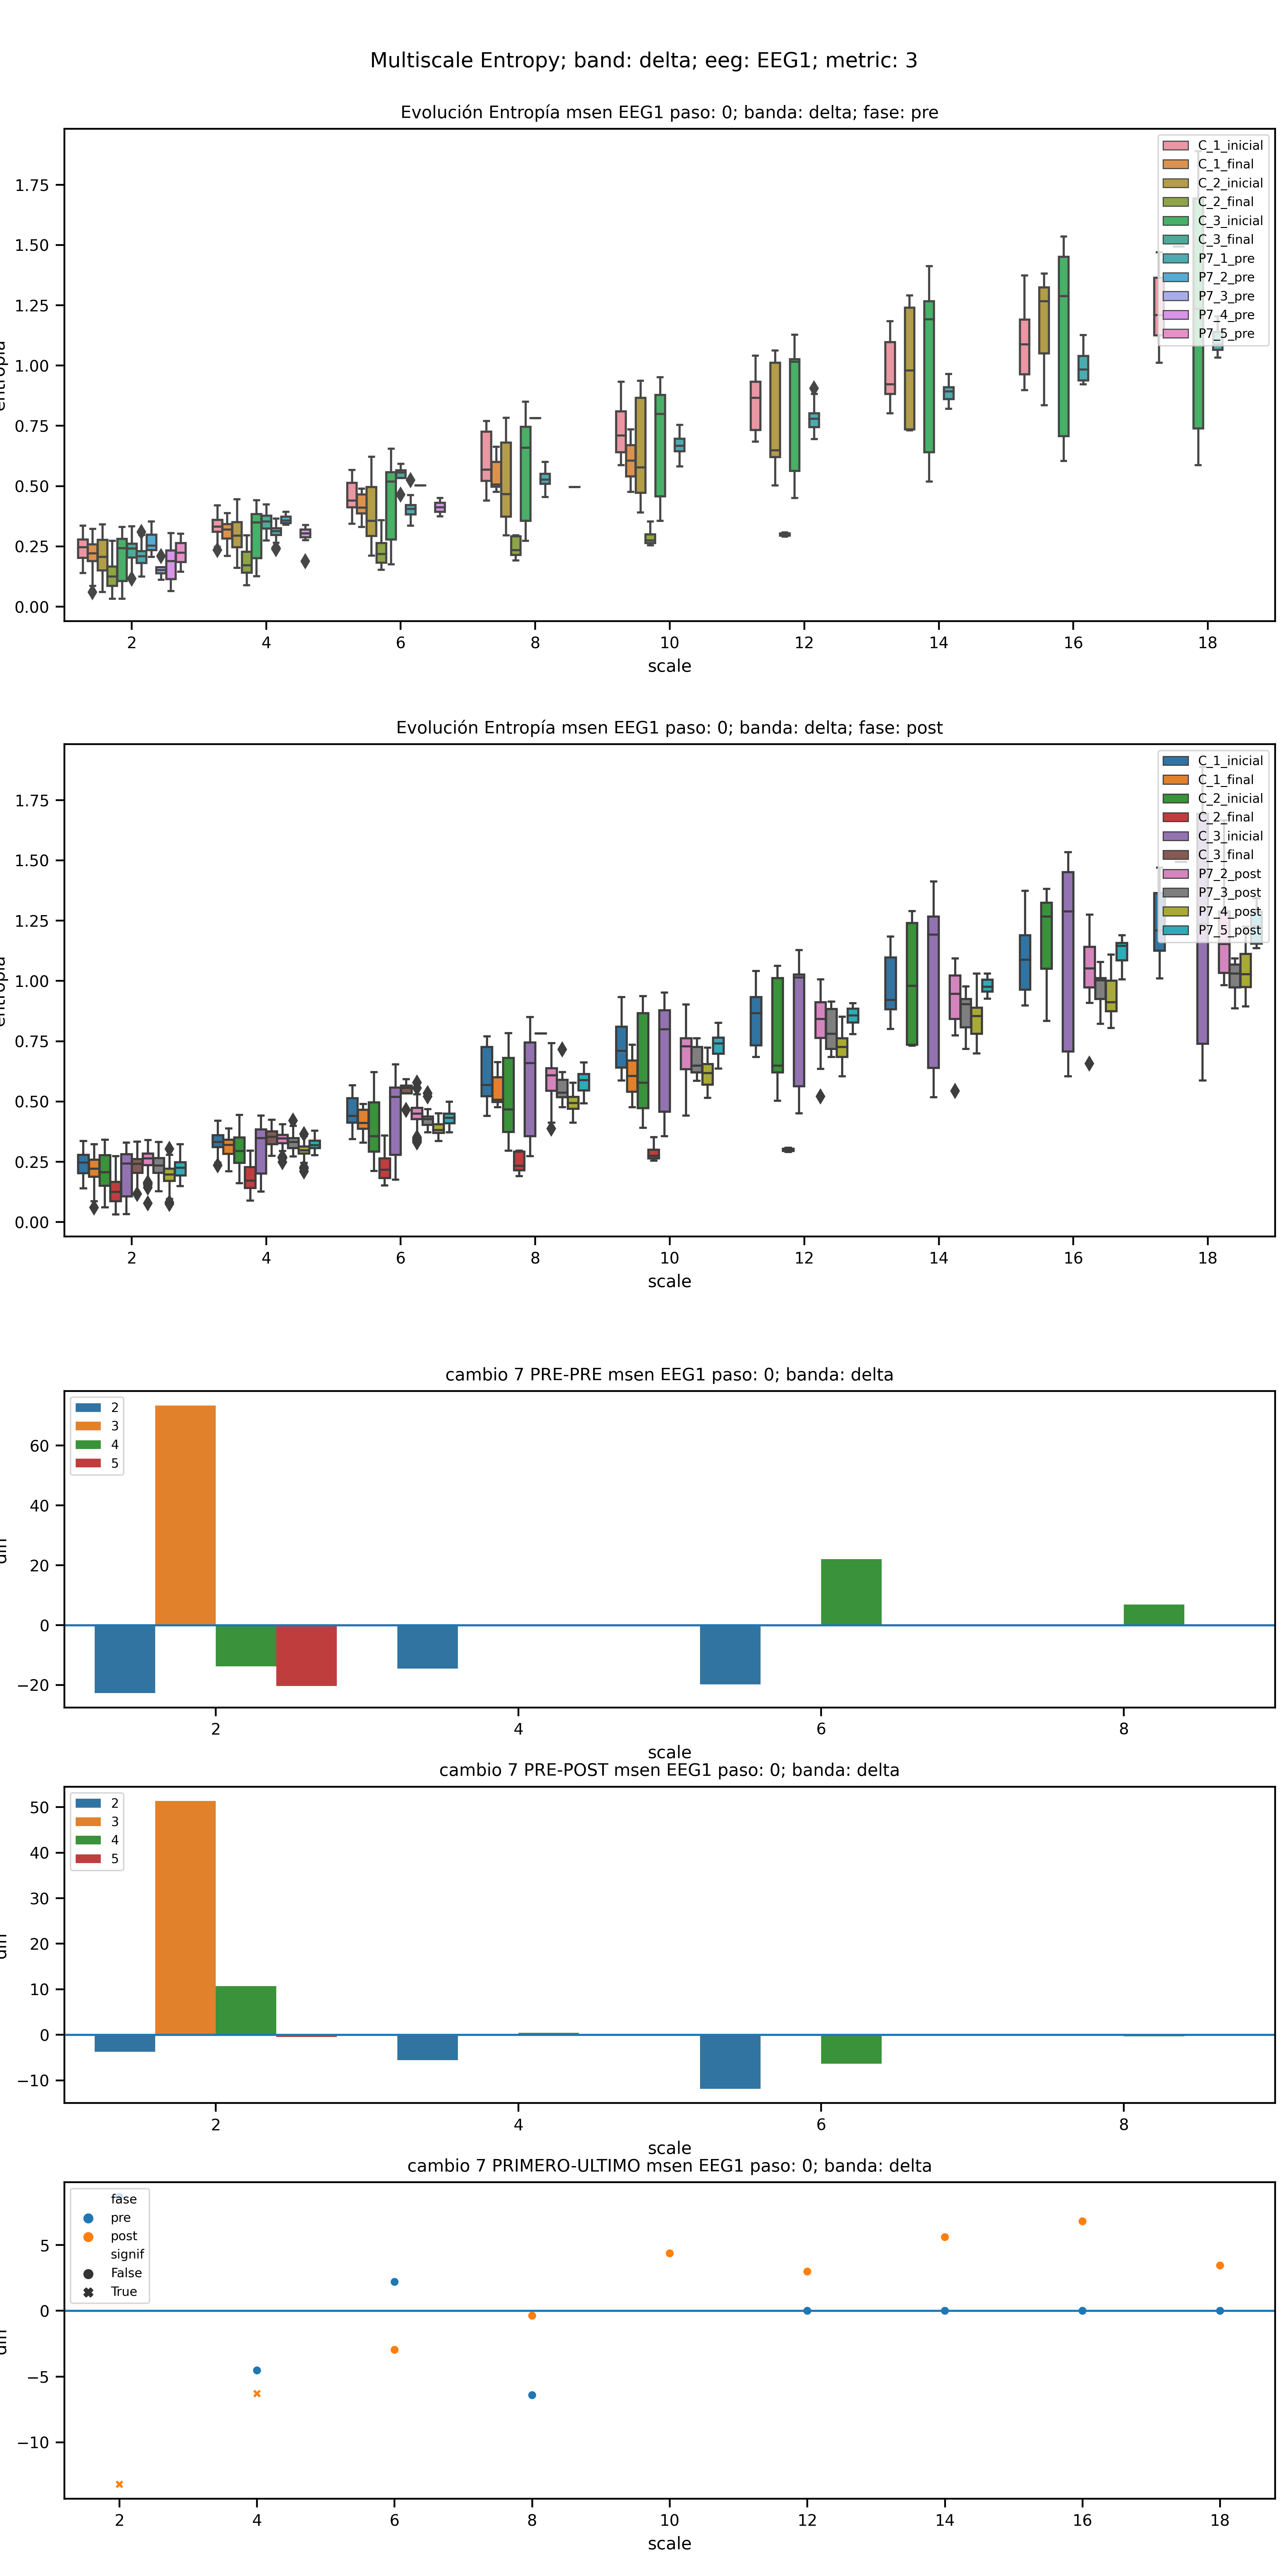 Multiscale Entropy; band: delta; eeg: EEG1; metric: 3
Evolución Entropía msen EEG1 paso: 0; banda: delta; fase: pre
C_1_inicial
C_1_final
C_2_inicial
C_2_final
C_3_inicial
C_3_final
P7_1_pre
P7_2_pre
P7_3_pre
P7_4_pre
P7_5_pre
1.75
1.50
1.25
1.00
0.75
0.50
0.25
0.00
2 4 6 8 10 12 14 16 18
scale
Evolución Entropía msen EEG1 paso: 0; banda: delta; fase: post
C_1_inicial
C_1_final
C_2_inicial
C_2_final
C_3_inicial
C_3_final
P7_2_post
P7_3_post
P7_4_post
P7_5_post
1.75
1.50
1.25
1.00
0.75
0.50
0.25
0.00
2 4 6 8 10 12 14 16 18
scale
cambio 7 PRE-PRE msen EEG1 paso: 0; banda: delta
2
3
4
5
60
40
20
0
−20
2 4 6 8
scale
cambio 7 PRE-POST msen EEG1 paso: 0; banda: delta
2
3
4
5
50
40
30
20
10
0
−10
2 4 6 8
scale
cambio 7 PRIMERO-ULTIMO msen EEG1 paso: 0; banda: delta
fase
pre
post
signif
False
True
5
0
−5
−10
2 4 6 8 10 12 14 16 18
scale